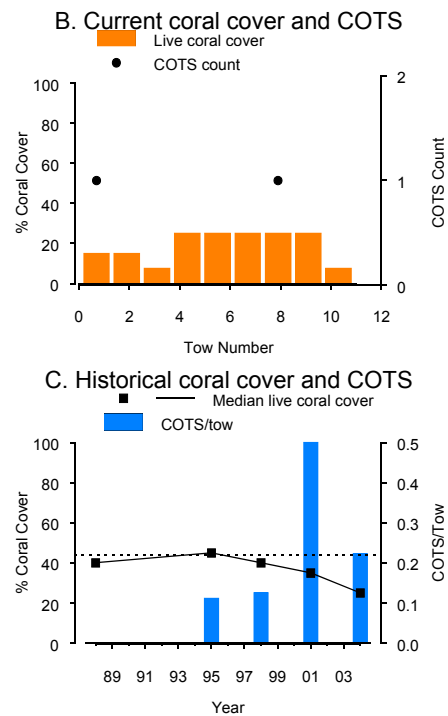 B. Current coral cover and COTS
Live coral cover
COTS count
100
80
60
40
20
0
% Coral Cover
2
1
0
COTS Count
0 2 4 6 8 10 12
Tow Number
C. Historical coral cover and COTS
Median live coral cover
COTS/tow
100
80
60
40
20
0
% Coral Cover
0.5
0.4
0.3
0.2
0.1
0.0
COTS/Tow
89 91 93 95 97 99 01 03
Year